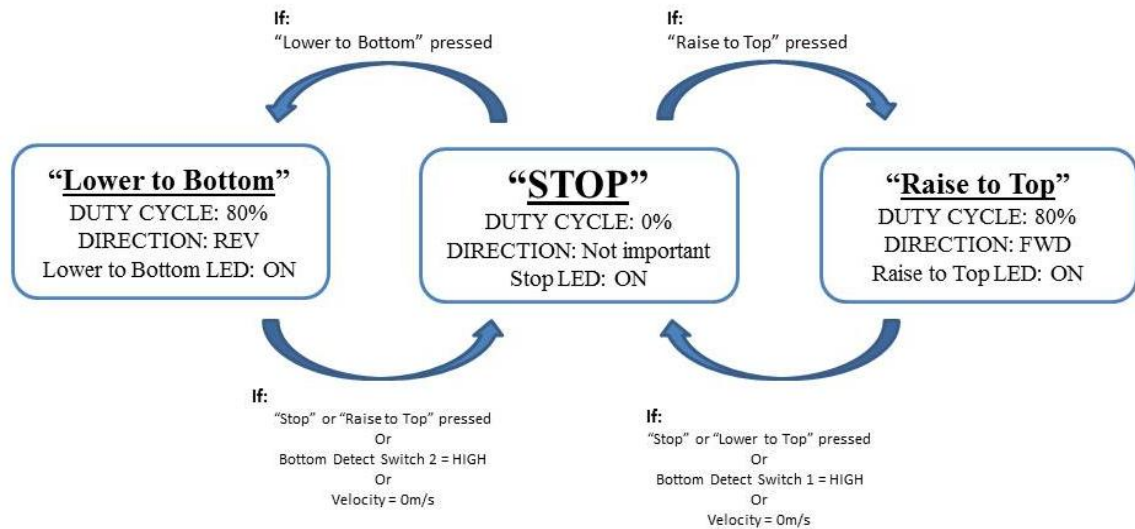 If:
“Lower to Bottom” pressed
If:
“Raise to Top” pressed
“Lower to Bottom”
DUTY CYCLE: 80%
DIRECTION: REV
Lower to Bottom LED: ON
“STOP”
DUTY CYCLE: 0%
DIRECTION: Not important
Stop LED: ON
“Raise to Top”
DUTY CYCLE: 80%
DIRECTION: FWD
Raise to Top LED: ON
If:
“Stop” or “Raise to Top” pressed
Or
Bottom Detect Switch 2 = HIGH
Or
Velocity = 0m/s
If:
“Stop” or “Lower to Top” pressed
Or
Bottom Detect Switch 1 = HIGH
Or
Velocity = 0m/s